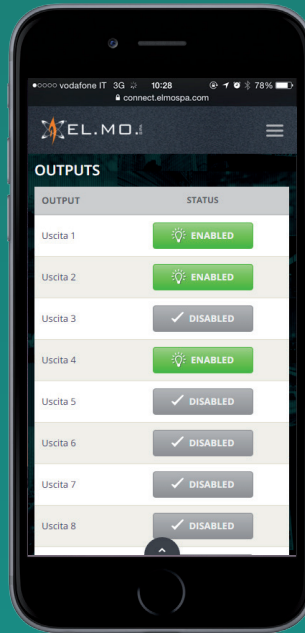 vodafone IT 3G 10:28 78%
connect.elmospa.com
EL.MO.
OUTPUTS
OUTPUT STATUS
Uscita 1 ENABLED
Uscita 2 ENABLED
Uscita 3 DISABLED
Uscita 4 ENABLED
Uscita 5 DISABLED
Uscita 6 DISABLED
Uscita 7 DISABLED
Uscita 8 DISABLED